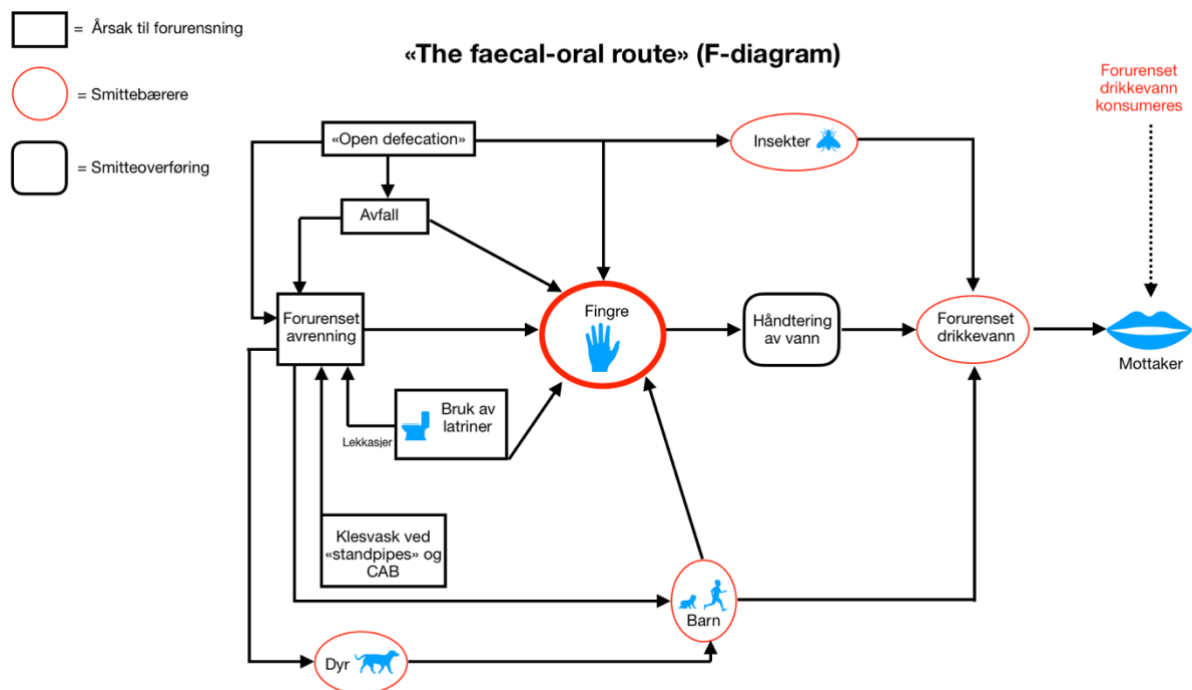 = Årsak til forurensning
«The faecal-oral route» (F-diagram)
= Smittebærere
= Smitteoverføring
Forurenset
drikkevann
konsumeres
«Open defecation»
Insekter
Avfall
Forurenset
avrenning
Fingre
Håndtering
av vann
Forurenset
drikkevann
Mottaker
Bruk av
latriner
Lekkasjer
Klesvask ved
«standpipes» og
CAB
Barn
Dyr